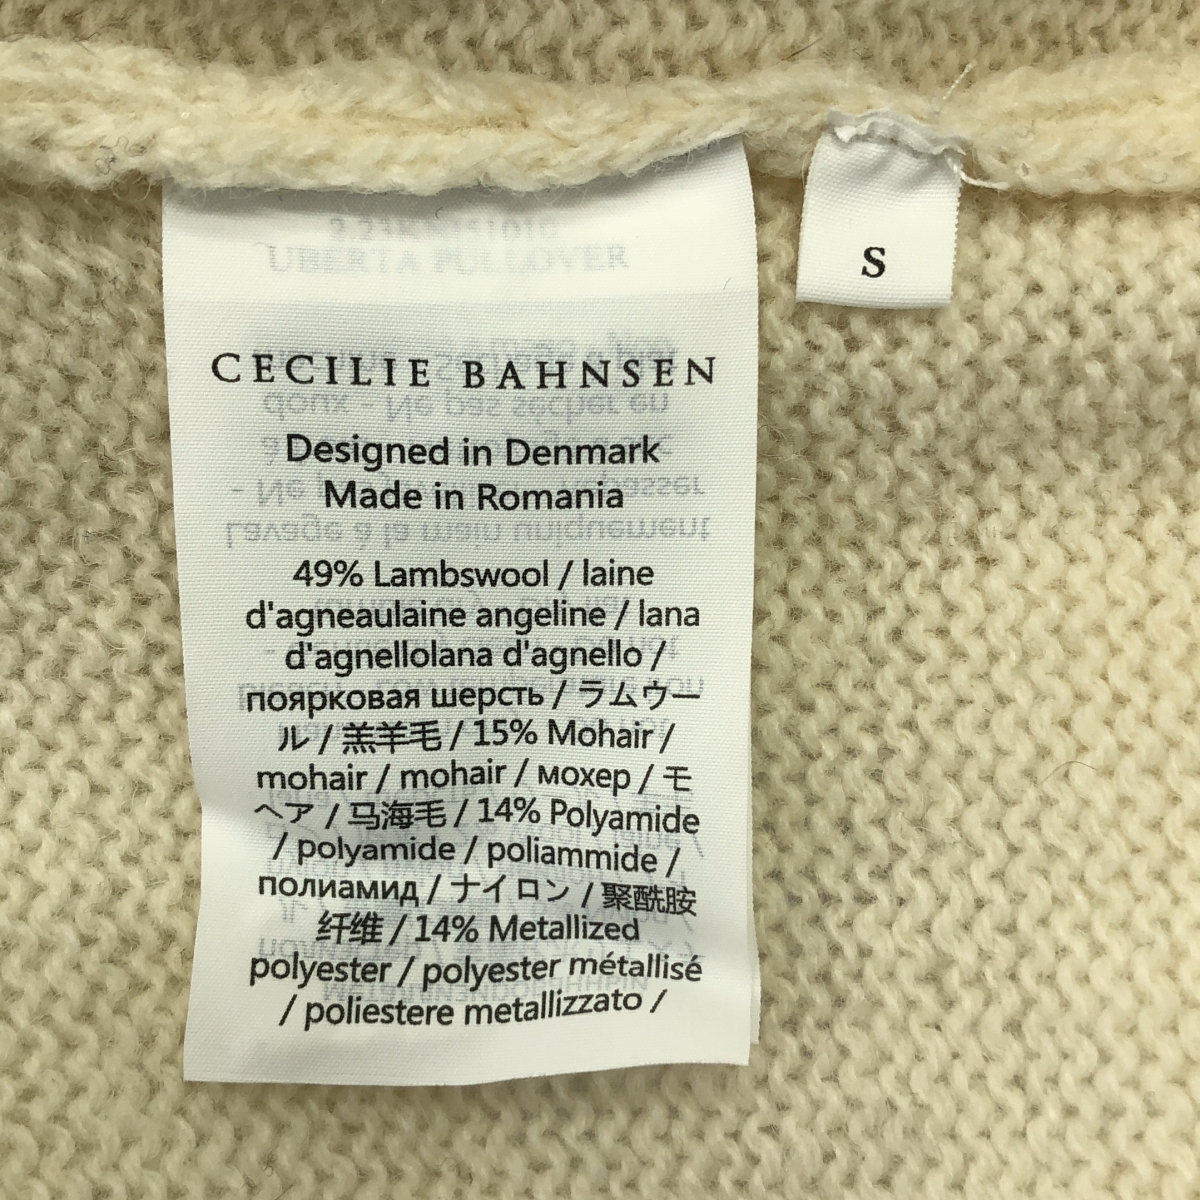 UBERTA PULLOVER
CECILIE BAHNSEN
Designed in Denmark
Made in Romania
49% Lambswool / laine
d'agneaulaine angeline / lana
d'agnellolana d'agnello /
поярковая шерсть / ラムウー
ル / 羔羊毛 / 15% Mohair /
mohair / mohair / мохер / モ
ヘア / 马海毛 / 14% Polyamide
/ polyamide / poliammide /
полиамид / ナイロン / 聚酰胺
纤维 / 14% Metallized
polyester / polyester métallisé
/ poliestere metallizzato /
S